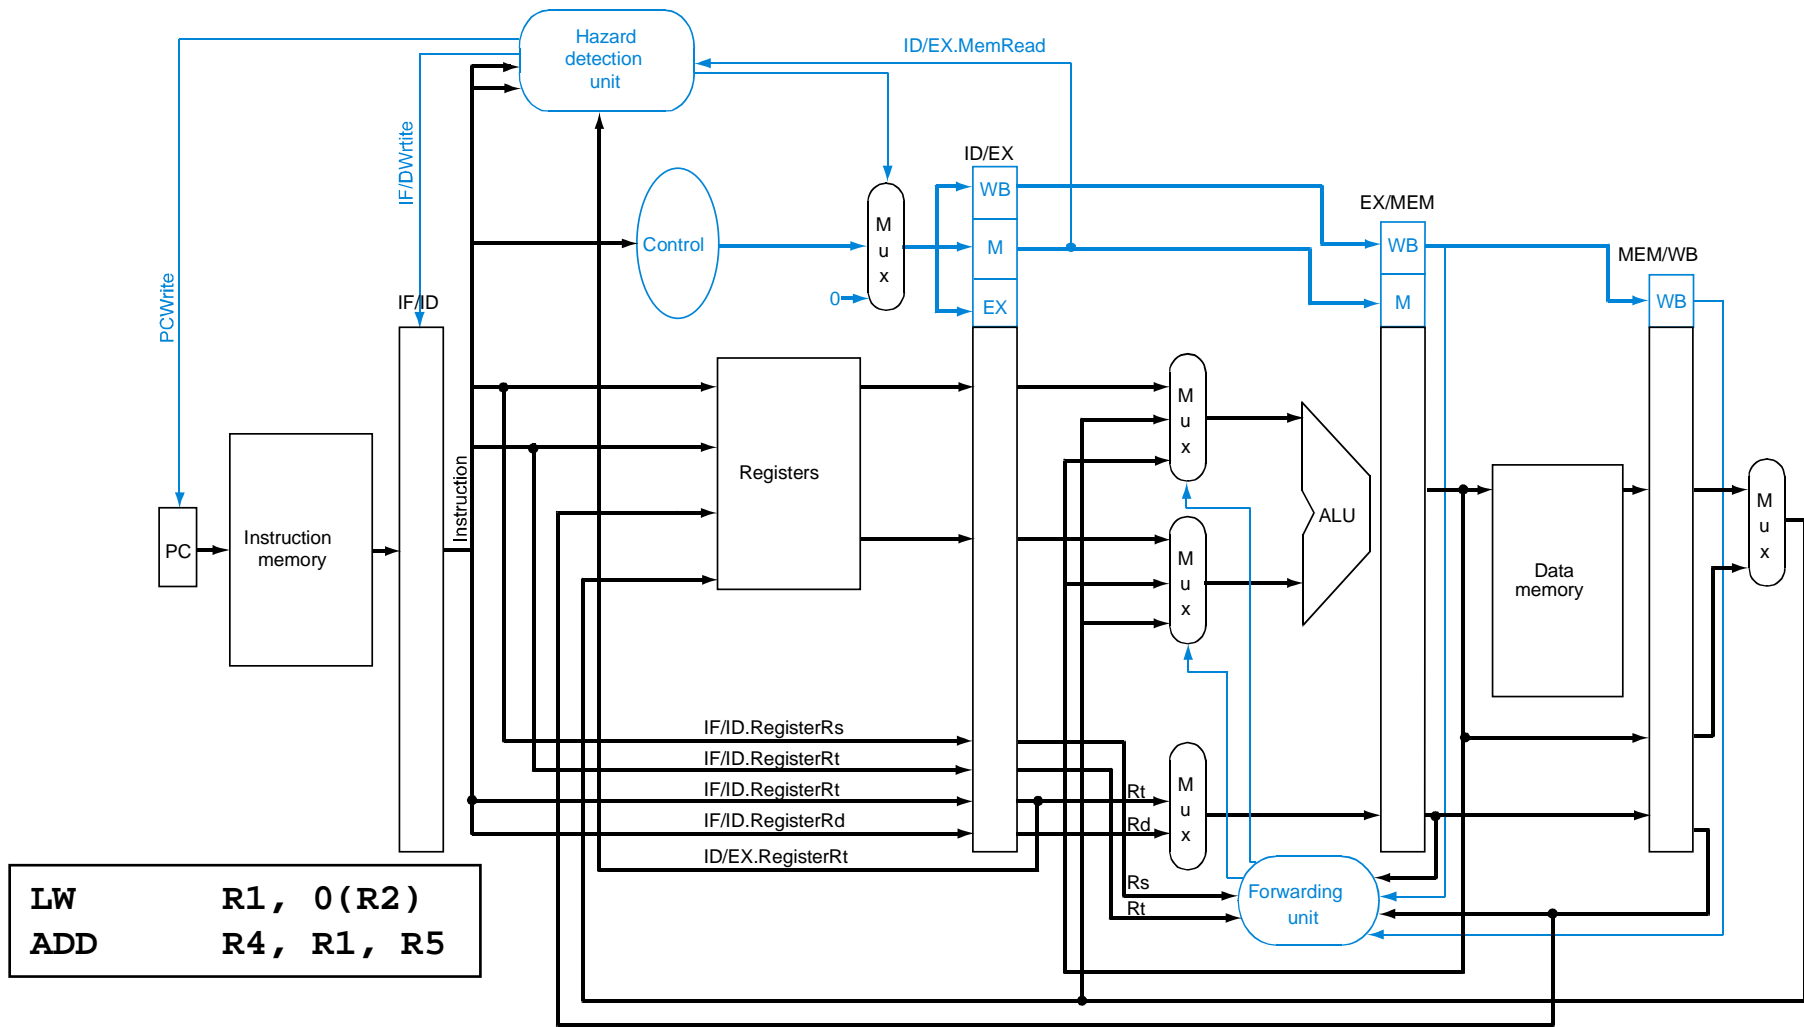 Hazard
detection
unit
ID/EX.MemRead
IF/DWrtite
PCWrite
ID/EX
WB
M
EX
Control
M
u
x
0
EX/MEM
WB
M
MEM/WB
WB
IF/ID
Instruction
PC
Instruction
memory
Registers
M
u
x
M
u
x
ALU
Data
memory
M
u
x
IF/ID.RegisterRs
IF/ID.RegisterRt
IF/ID.RegisterRt
IF/ID.RegisterRd
ID/EX.RegisterRt
Rt
Rd
M
u
x
Rs
Rt
Forwarding
unit
LW R1, 0(R2)
ADD R4, R1, R5